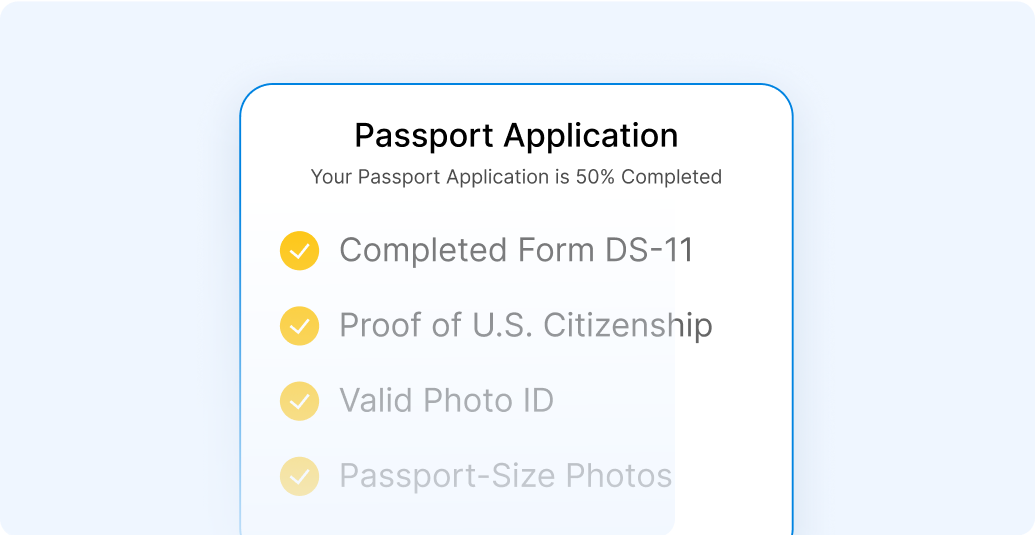 Passport Application
Your Passport Application is 50% Completed
Completed Form DS-11
Proof of U.S. Citizenship
Valid Photo ID
Passport-Size Photos